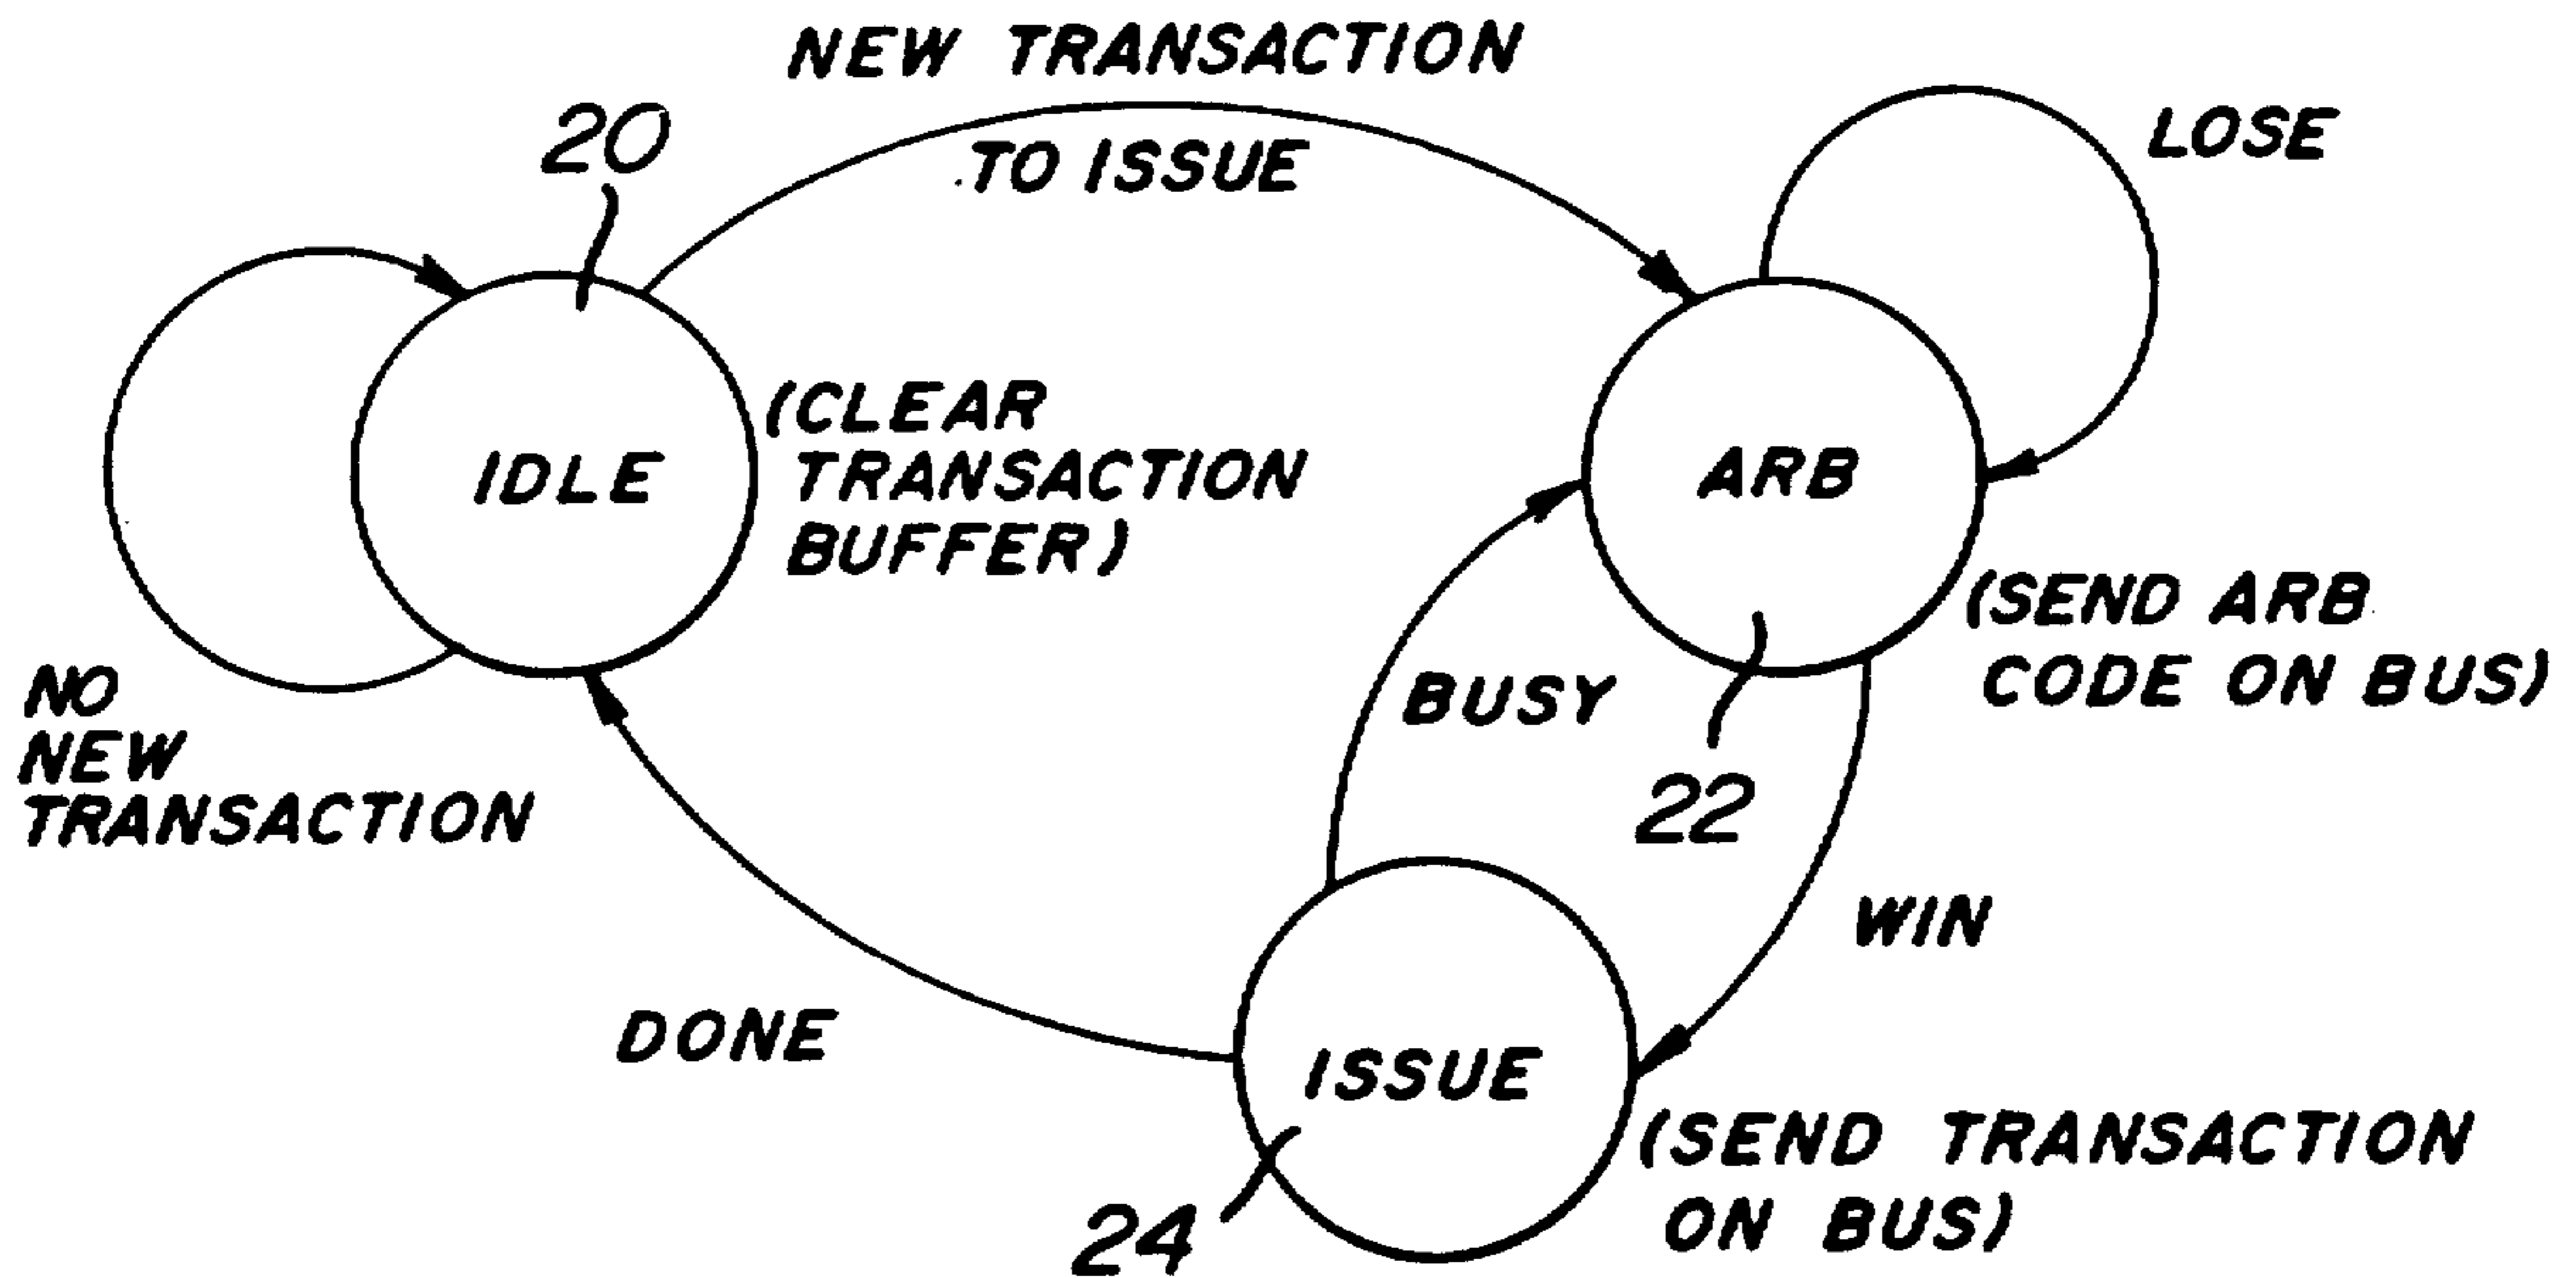 NEW TRANSACTION
TO ISSUE
20
LOSE
IDLE
(CLEAR
TRANSACTION
BUFFER)
ARB
(SEND ARB
CODE ON BUS)
NO
NEW
TRANSACTION
BUSY
22
WIN
DONE
ISSUE
(SEND TRANSACTION
ON BUS)
24